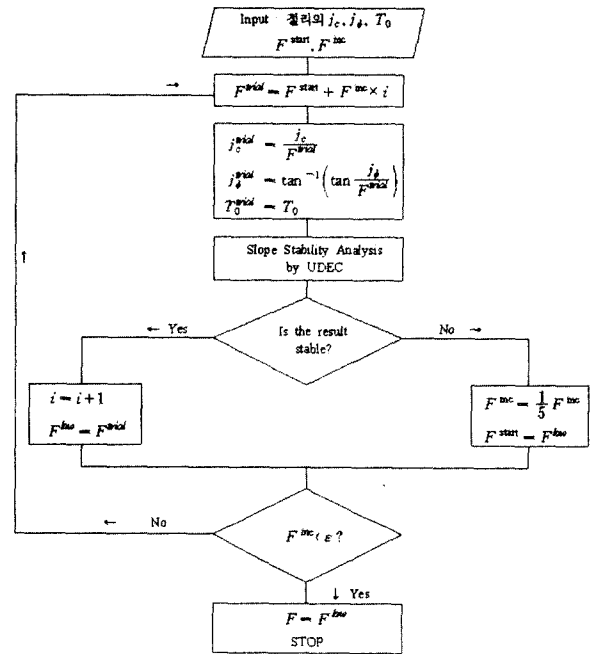 Input 절리의 j_c, j_ϕ, T_0
F^start, F^inc
→
F^trial = F^start + F^inc × i
j_c^trial = j_c / F^trial
j_ϕ^trial = tan^-1(tan j_ϕ / F^trial)
T_0^trial = T_0
Slope Stability Analysis
by UDEC
↑
← Yes
Is the result
stable?
No →
i = i+1
F^low = F^trial
F^inc = 1/5 F^inc
F^start = F^low
← No
F^inc < ε ?
↓ Yes
F = F^low
STOP